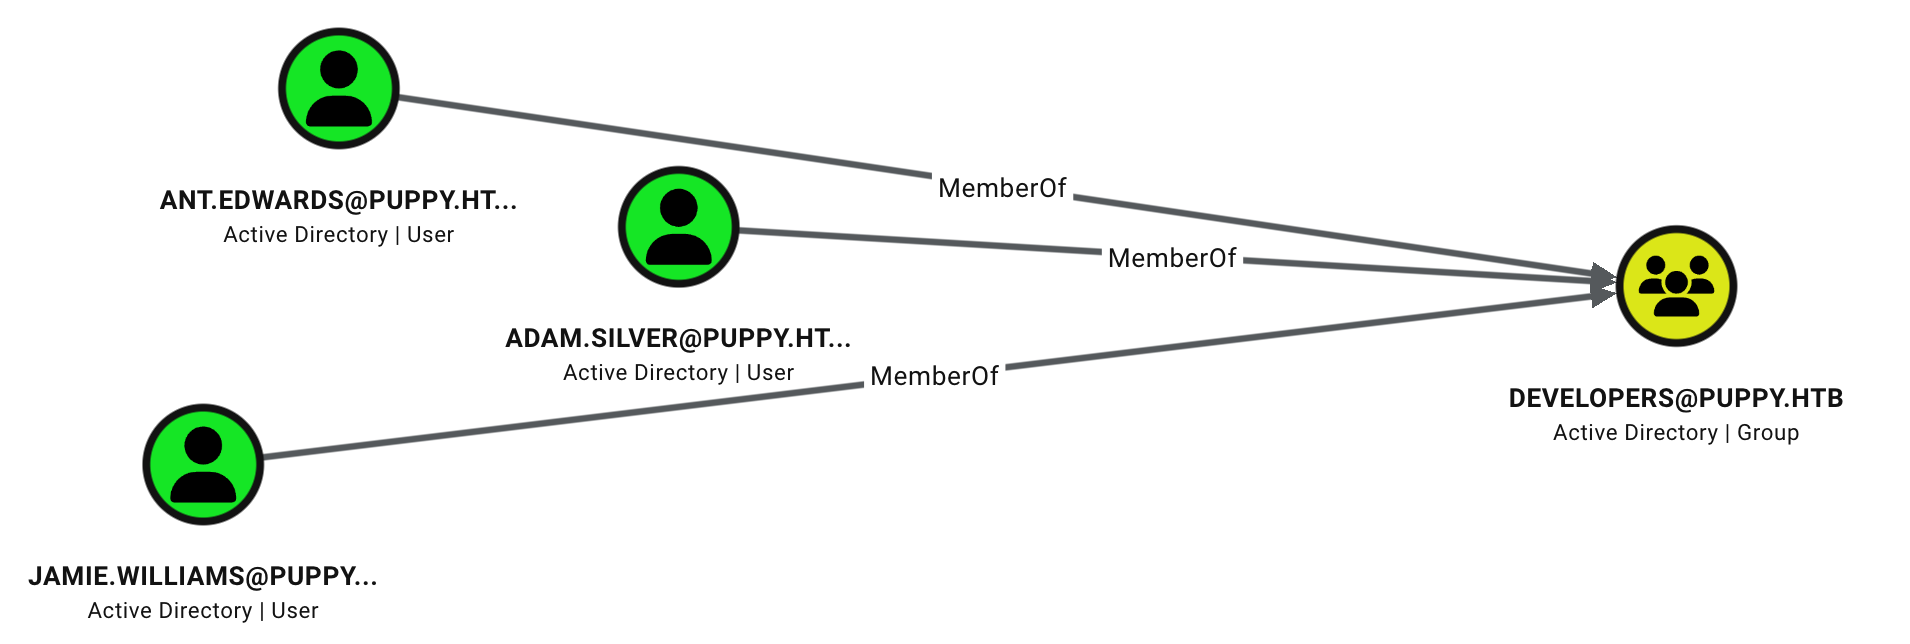 ANT.EDWARDS@PUPPY.HT...
Active Directory | User
MemberOf
MemberOf
ADAM.SILVER@PUPPY.HT...
Active Directory | User
MemberOf
DEVELOPERS@PUPPY.HTB
Active Directory | Group
JAMIE.WILLIAMS@PUPPY...
Active Directory | User